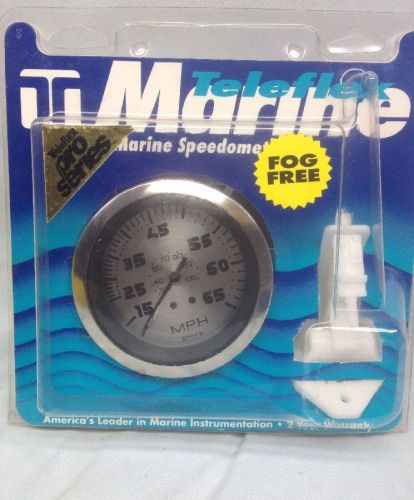 Teleflex
Marine
Teleflex
pro
series
Marine Speedomet
FOG
FREE
45
35
55
25
65
15
65
MPH
km/h
America's Leader in Marine Instrumentation • 2 Year Warranty